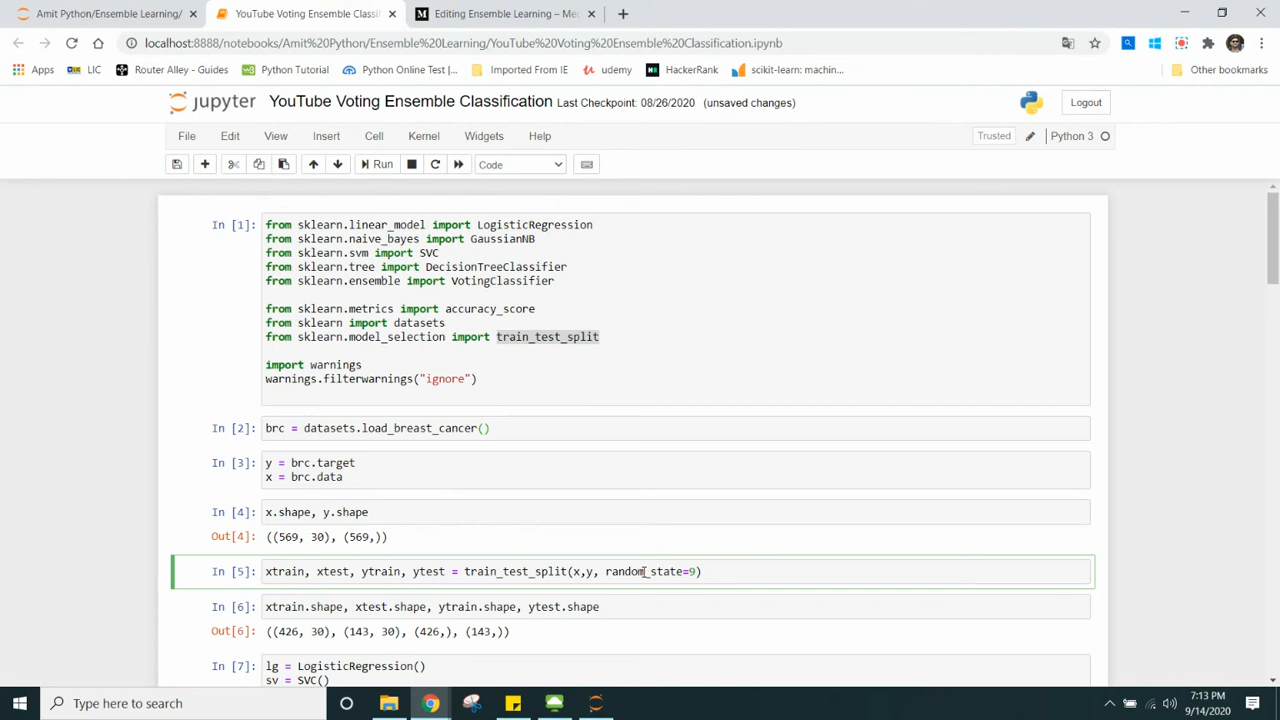 Amit Python/Ensemble Learning/
YouTube Voting Ensemble Classifi
Editing Ensemble Learning – Me
localhost:8888/notebooks/Amit%20Python/Ensemble%20Learning/YouTube%20Voting%20Ensemble%20Classification.ipynb
Apps LIC Router Alley - Guides Python Tutorial Python Online Test |... Imported From IE udemy HackerRank scikit-learn: machin... Other bookmarks
jupyter YouTube Voting Ensemble Classification Last Checkpoint: 08/26/2020 (unsaved changes) Logout
File Edit View Insert Cell Kernel Widgets Help Trusted Python 3
Run Code
In [1]: from sklearn.linear_model import LogisticRegression
from sklearn.naive_bayes import GaussianNB
from sklearn.svm import SVC
from sklearn.tree import DecisionTreeClassifier
from sklearn.ensemble import VotingClassifier
from sklearn.metrics import accuracy_score
from sklearn import datasets
from sklearn.model_selection import train_test_split
import warnings
warnings.filterwarnings("ignore")
In [2]: brc = datasets.load_breast_cancer()
In [3]: y = brc.target
x = brc.data
In [4]: x.shape, y.shape
Out[4]: ((569, 30), (569,))
In [5]: xtrain, xtest, ytrain, ytest = train_test_split(x,y, random_state=9)
In [6]: xtrain.shape, xtest.shape, ytrain.shape, ytest.shape
Out[6]: ((426, 30), (143, 30), (426,), (143,))
In [7]: lg = LogisticRegression()
sv = SVC()
Type here to search
7:13 PM
9/14/2020